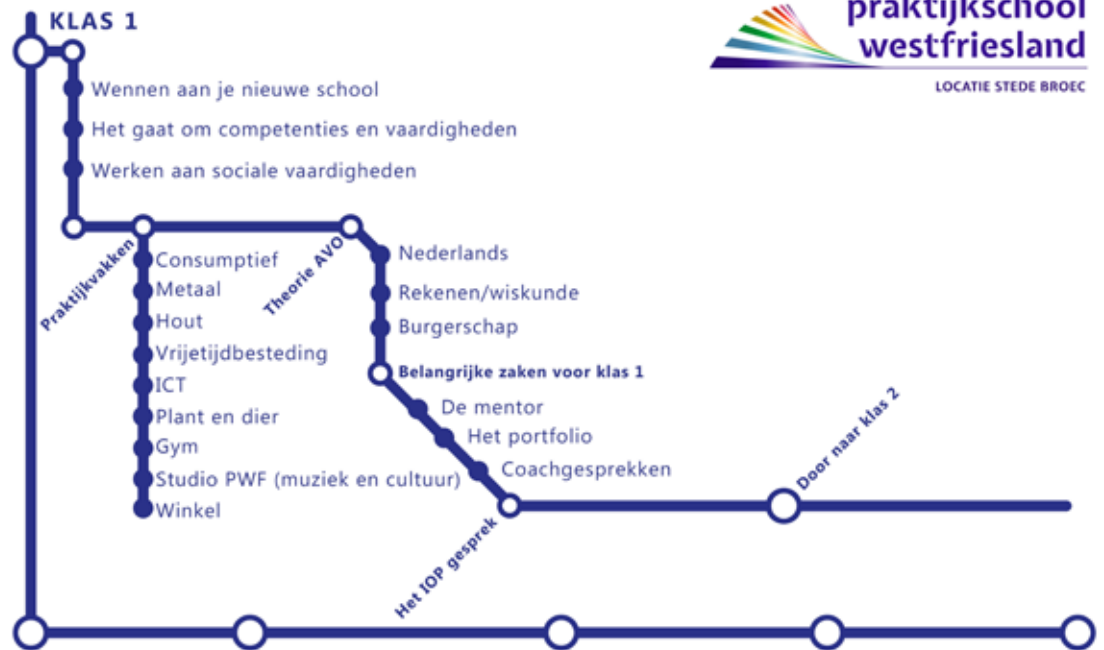 KLAS 1
praktijkschool
westfriesland
LOCATIE STEDE BROEC
Wennen aan je nieuwe school
Het gaat om competenties en vaardigheden
Werken aan sociale vaardigheden
Praktijkvakken
Consumptief
Metaal
Hout
Vrijetijdbesteding
ICT
Plant en dier
Gym
Studio PWF (muziek en cultuur)
Winkel
Theorie AVO
Nederlands
Rekenen/wiskunde
Burgerschap
Belangrijke zaken voor klas 1
De mentor
Het portfolio
Coachgesprekken
Het IOP gesprek
Door naar klas 2